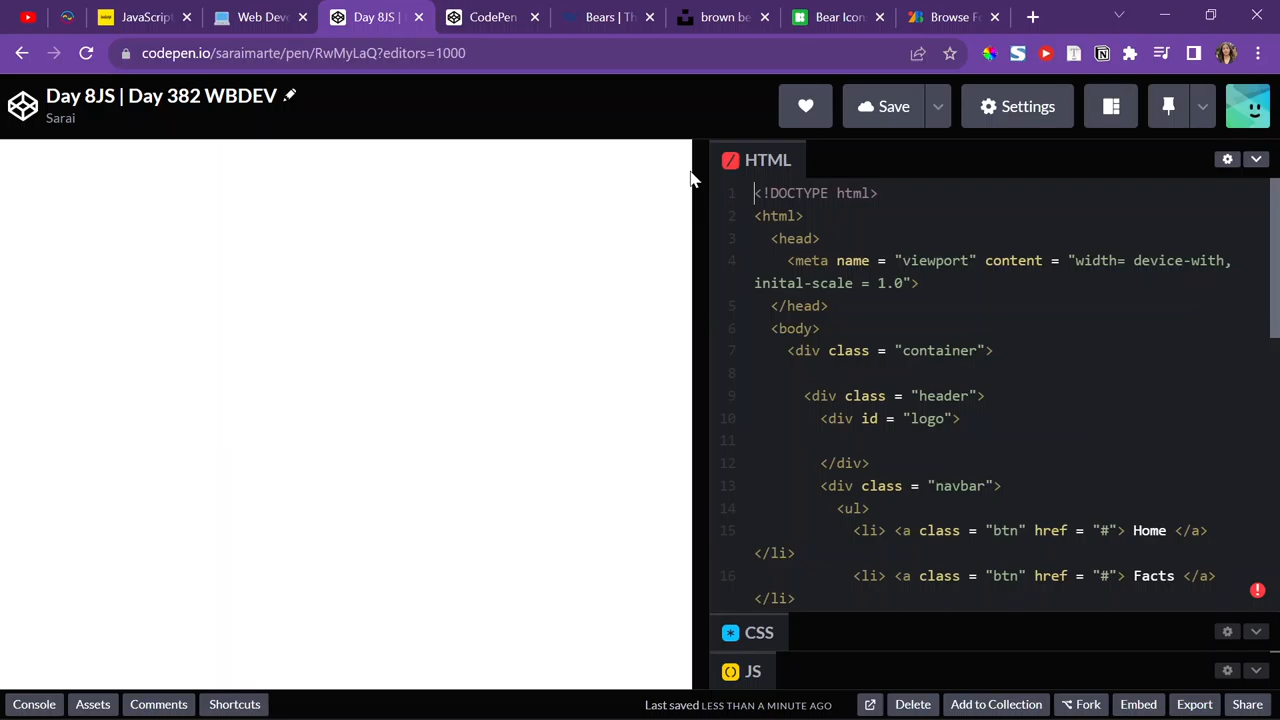 JavaScript
Web Dev
Day 8JS |
CodePen
Bears | Th
brown be
Bear Icon
Browse Fo
codepen.io/saraimarte/pen/RwMyLaQ?editors=1000
Day 8JS | Day 382 WBDEV
Sarai
Save
Settings
HTML
1 <!DOCTYPE html>
2 <html>
3 <head>
4 <meta name = "viewport" content = "width= device-with,
inital-scale = 1.0">
5 </head>
6 <body>
7 <div class = "container">
8
9 <div class = "header">
10 <div id = "logo">
11
12 </div>
13 <div class = "navbar">
14 <ul>
15 <li> <a class = "btn" href = "#"> Home </a>
</li>
16 <li> <a class = "btn" href = "#"> Facts </a>
</li>
CSS
JS
Console
Assets
Comments
Shortcuts
Last saved LESS THAN A MINUTE AGO
Delete
Add to Collection
Fork
Embed
Export
Share